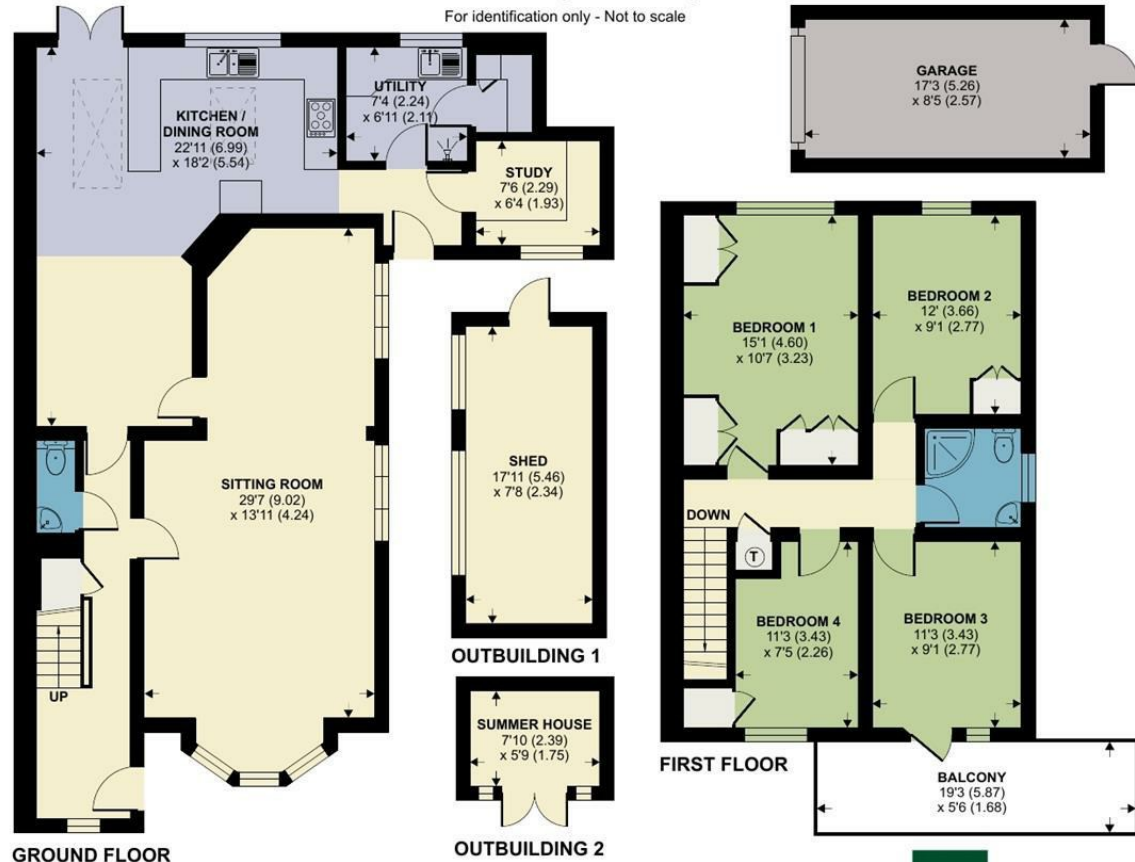 For identification only - Not to scale
KITCHEN /
DINING ROOM
22'11 (6.99)
x 18'2 (5.54)
UTILITY
7'4 (2.24)
x 6'11 (2.11)
STUDY
7'6 (2.29)
x 6'4 (1.93)
SITTING ROOM
29'7 (9.02)
x 13'11 (4.24)
UP
GROUND FLOOR
SHED
17'11 (5.46)
x 7'8 (2.34)
OUTBUILDING 1
SUMMER HOUSE
7'10 (2.39)
x 5'9 (1.75)
OUTBUILDING 2
GARAGE
17'3 (5.26)
x 8'5 (2.57)
BEDROOM 1
15'1 (4.60)
x 10'7 (3.23)
BEDROOM 2
12' (3.66)
x 9'1 (2.77)
DOWN
T
BEDROOM 4
11'3 (3.43)
x 7'5 (2.26)
BEDROOM 3
11'3 (3.43)
x 9'1 (2.77)
FIRST FLOOR
BALCONY
19'3 (5.87)
x 5'6 (1.68)